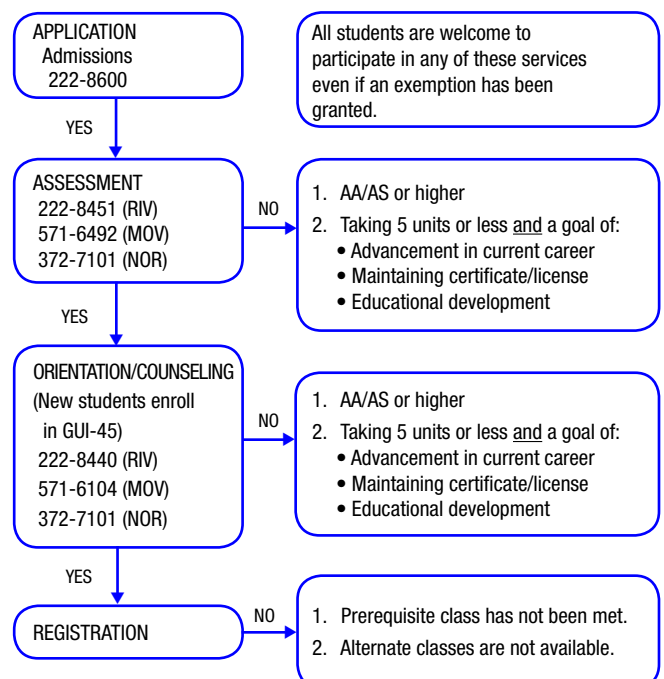 APPLICATION
Admissions
222-8600
All students are welcome to
participate in any of these services
even if an exemption has been
granted.
YES
ASSESSMENT
222-8451 (RIV)
571-6492 (MOV)
372-7101 (NOR)
NO
1. AA/AS or higher
2. Taking 5 units or less and a goal of:
• Advancement in current career
• Maintaining certificate/license
• Educational development
YES
ORIENTATION/COUNSELING
(New students enroll
in GUI-45)
222-8440 (RIV)
571-6104 (MOV)
372-7101 (NOR)
NO
1. AA/AS or higher
2. Taking 5 units or less and a goal of:
• Advancement in current career
• Maintaining certificate/license
• Educational development
YES
REGISTRATION
NO
1. Prerequisite class has not been met.
2. Alternate classes are not available.